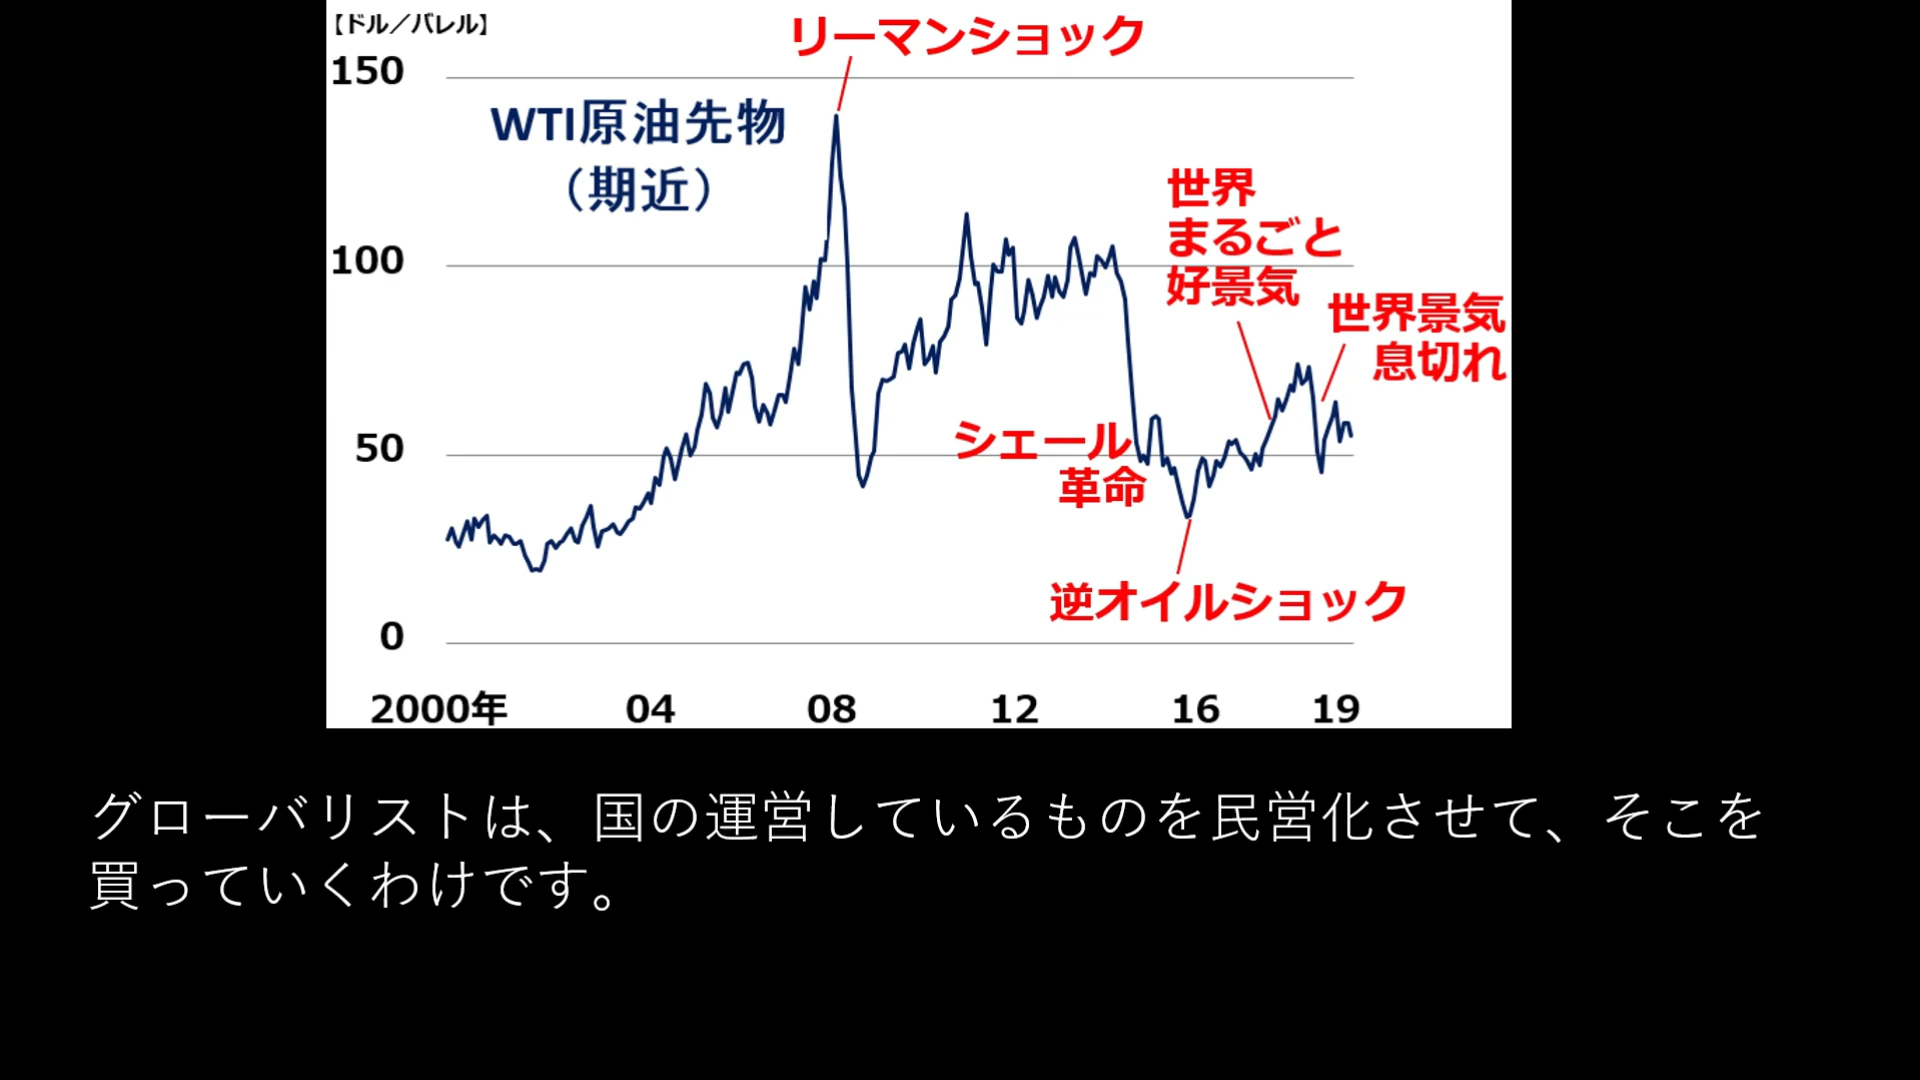 【ドル／バレル】
リーマンショック
150
WTI原油先物
（期近）
世界
まるごと
好景気
100
世界景気
息切れ
シェール
革命
50
逆オイルショック
0
2000年 04 08 12 16 19
グローバリストは、国の運営しているものを民営化させて、そこを
買っていくわけです。